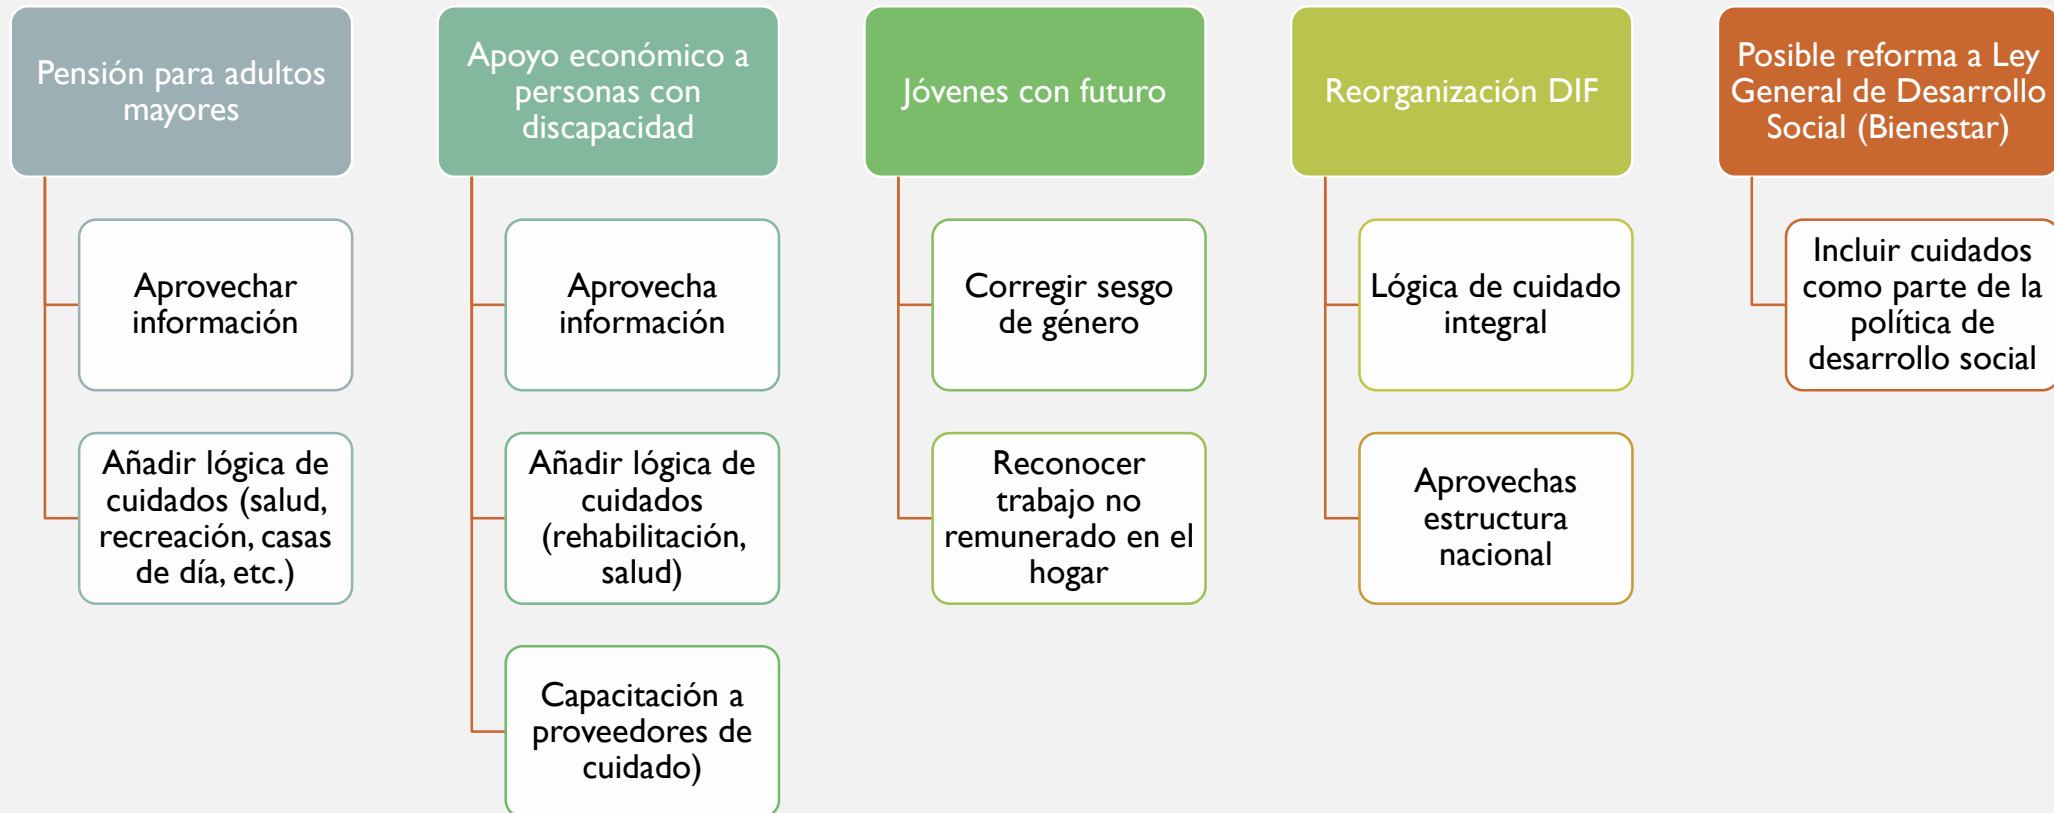 Pensión para adultos
mayores
Aprovechar
información
Añadir lógica de
cuidados (salud,
recreación, casas
de día, etc.)
Apoyo económico a
personas con
discapacidad
Aprovecha
información
Añadir lógica de
cuidados
(rehabilitación,
salud)
Capacitación a
proveedores de
cuidado)
Jóvenes con futuro
Corregir sesgo
de género
Reconocer
trabajo no
remunerado en el
hogar
Reorganización DIF
Lógica de cuidado
integral
Aprovechas
estructura
nacional
Posible reforma a Ley
General de Desarrollo
Social (Bienestar)
Incluir cuidados
como parte de la
política de
desarrollo social